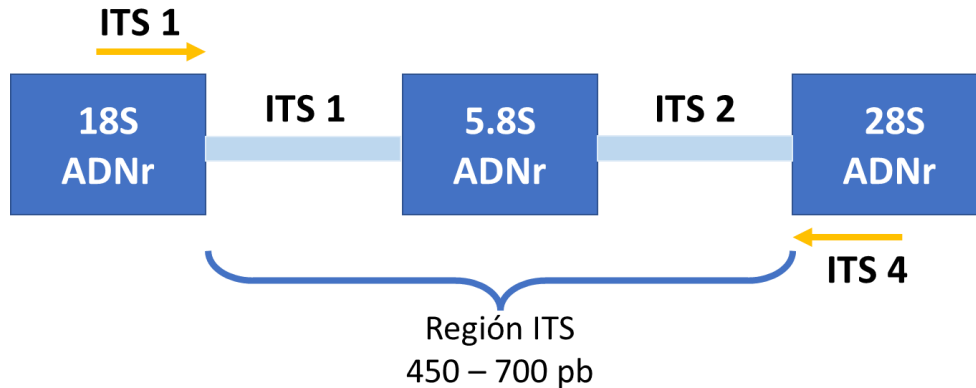 ITS 1
18S
ADNr
ITS 1
5.8S
ADNr
ITS 2
28S
ADNr
ITS 4
Región ITS
450 – 700 pb